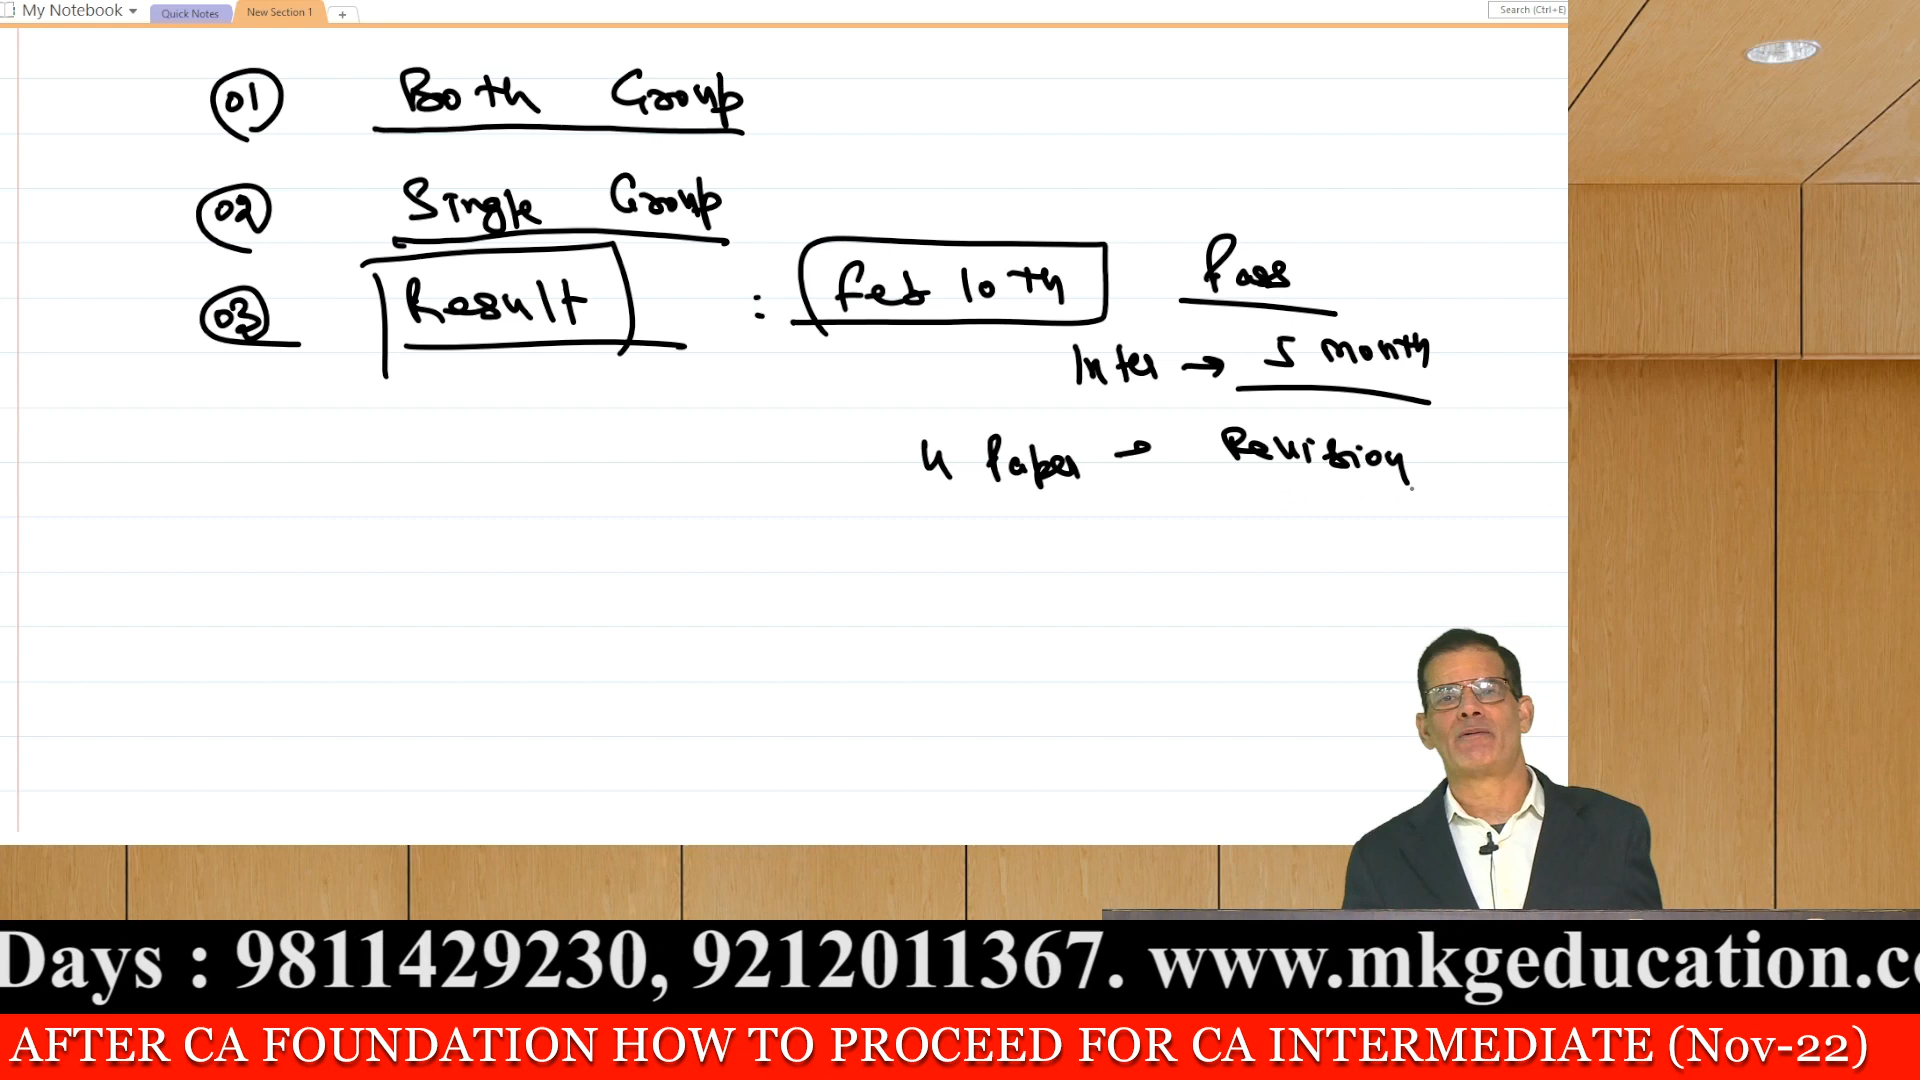 My Notebook Quick Notes New Section 1 + Search (Ctrl+E)
01 Both Group
02 Single Group
03 Result : Feb 10th Pass
Inter → 5 month
4 Paper → Revision
Days : 9811429230, 9212011367. www.mkgeducation.c
AFTER CA FOUNDATION HOW TO PROCEED FOR CA INTERMEDIATE (Nov-22)